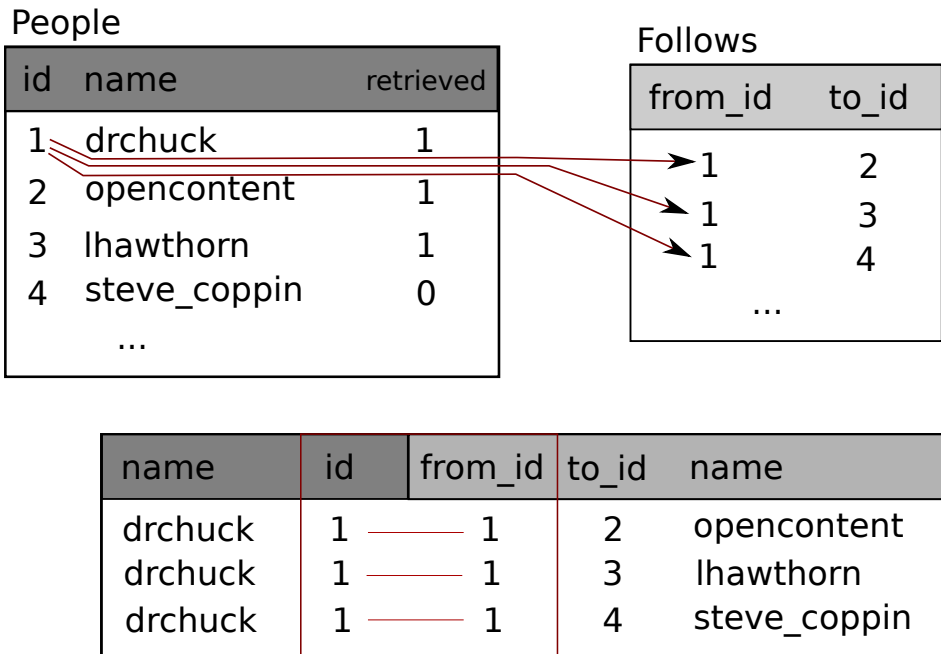 People
id name retrieved
1 drchuck 1
2 opencontent 1
3 lhawthorn 1
4 steve_coppin 0
...
Follows
from_id to_id
1 2
1 3
1 4
...
name id from_id to_id name
drchuck 1 1 2 opencontent
drchuck 1 1 3 lhawthorn
drchuck 1 1 4 steve_coppin